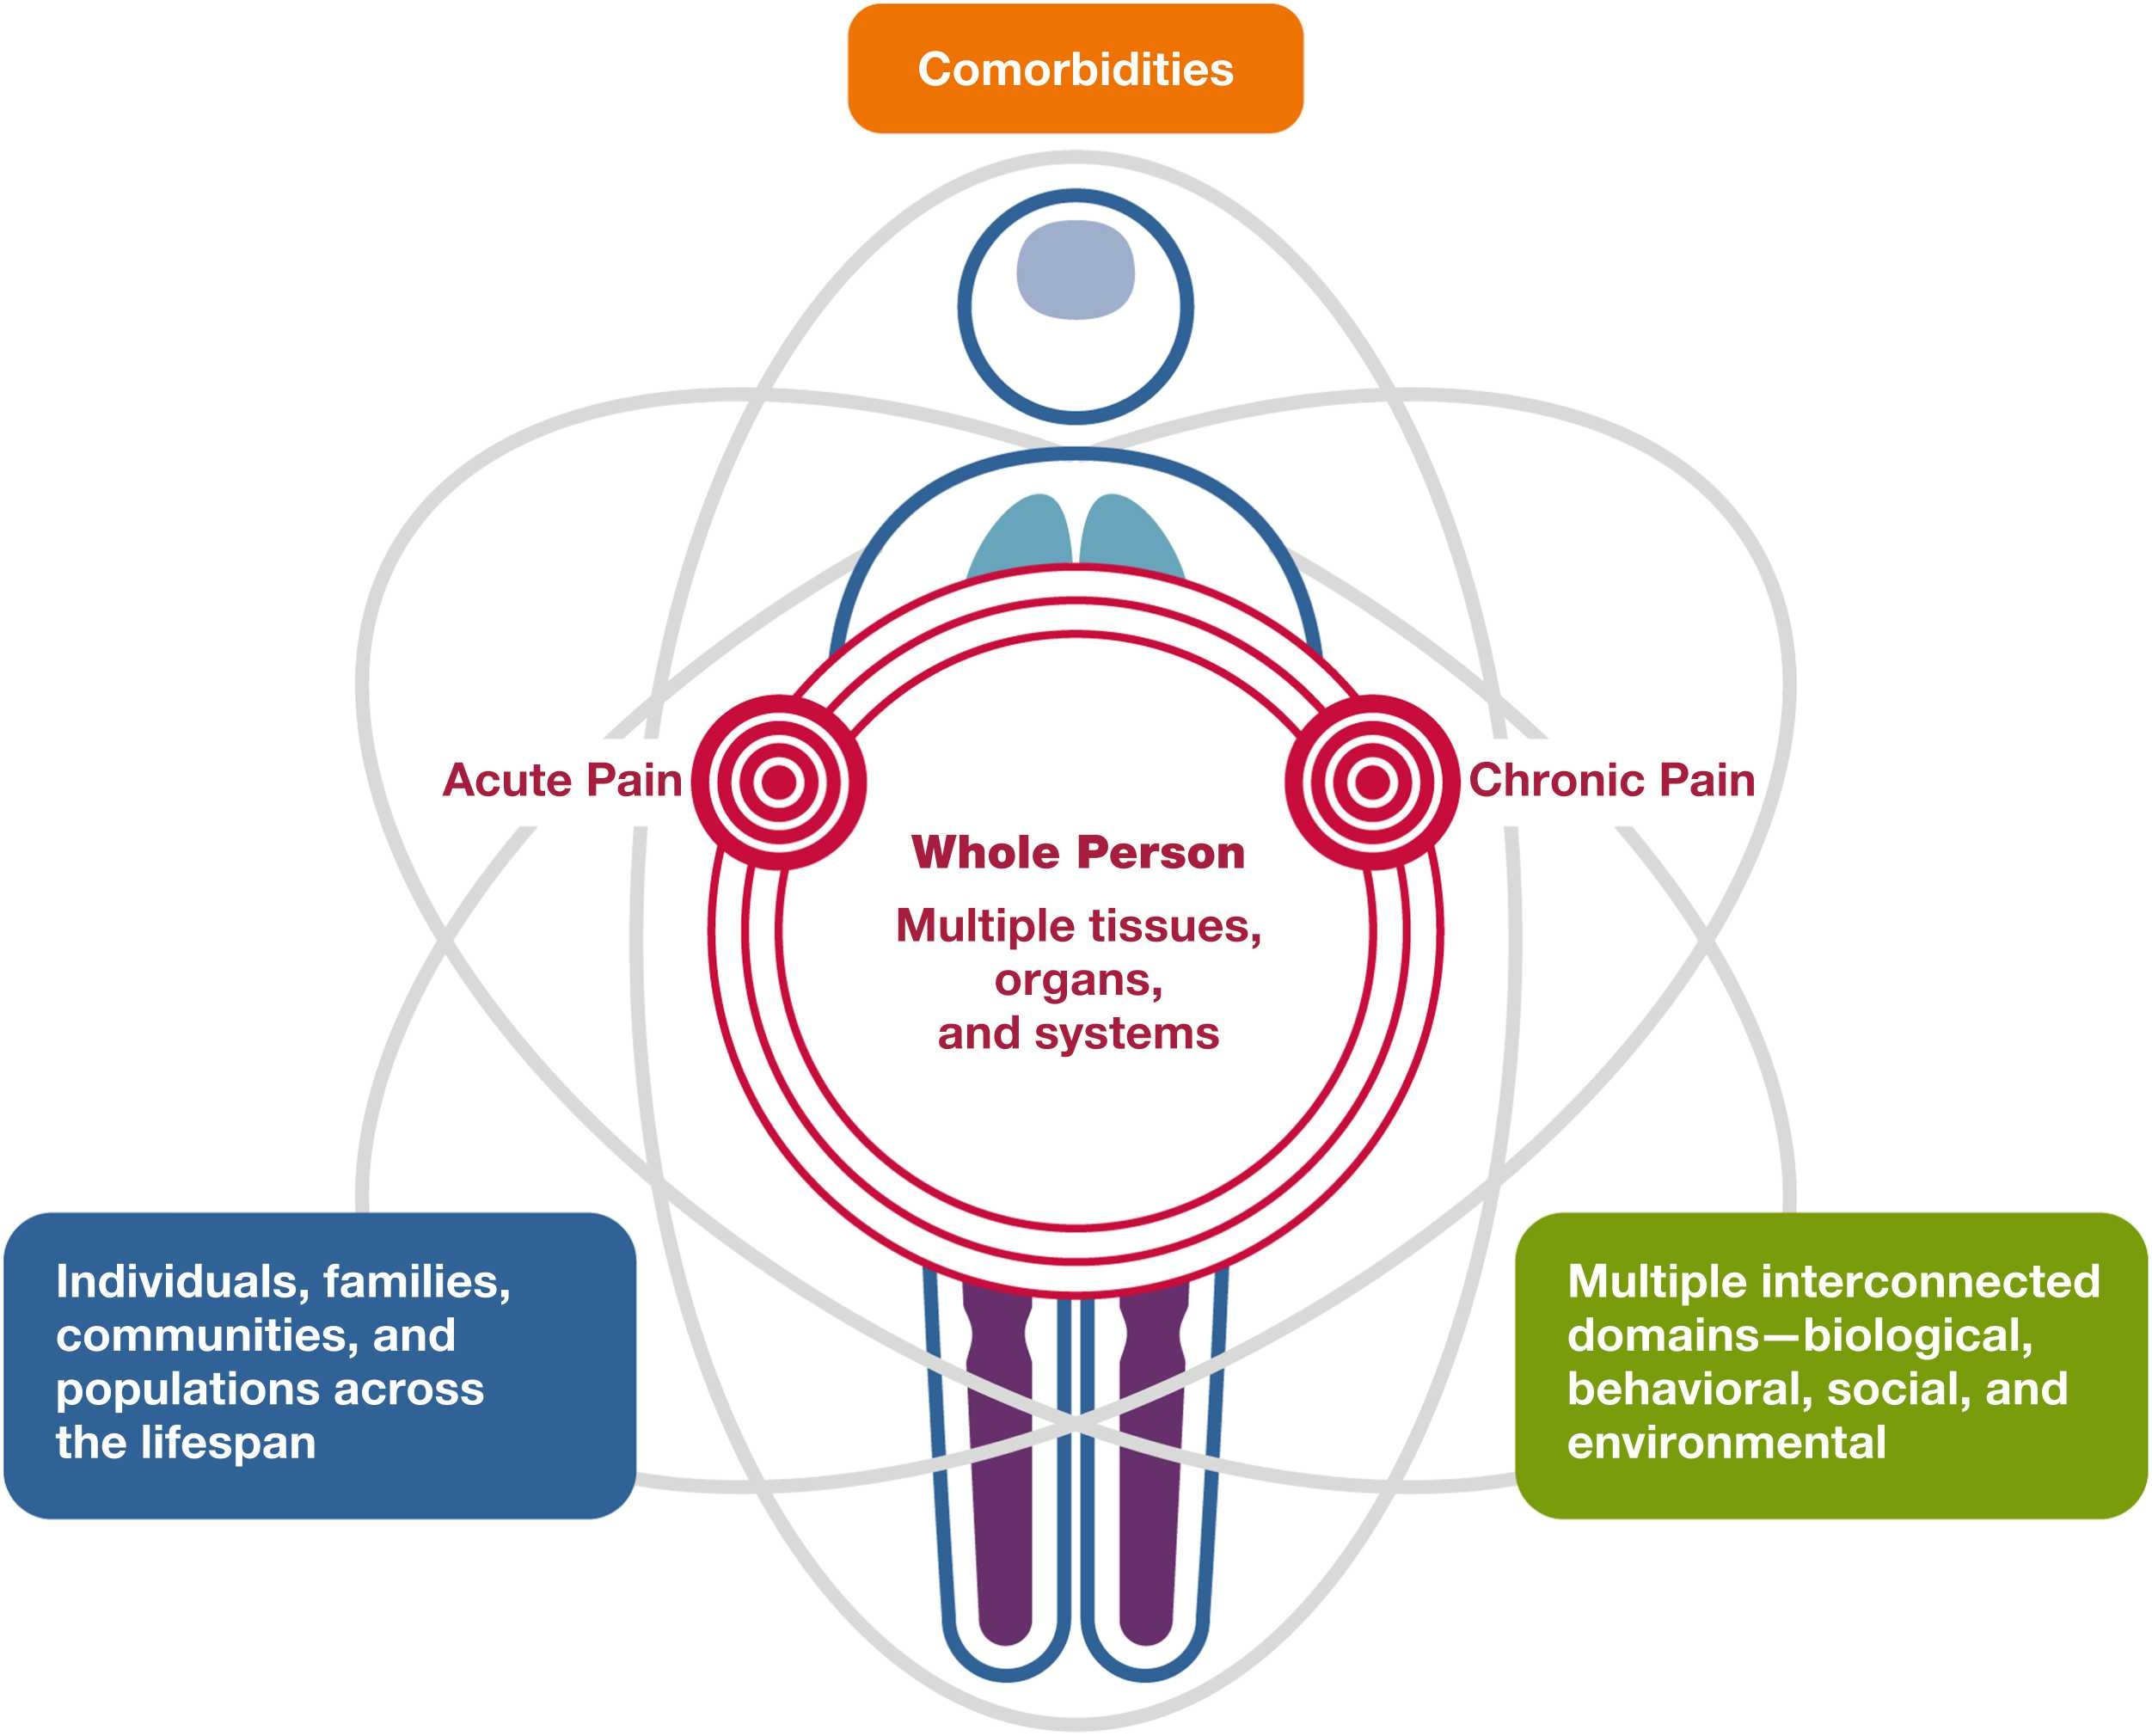 Comorbidities
Acute Pain
Chronic Pain
Whole Person
Multiple tissues,
organs,
and systems
Individuals, families,
communities, and
populations across
the lifespan
Multiple interconnected
domains—biological,
behavioral, social, and
environmental